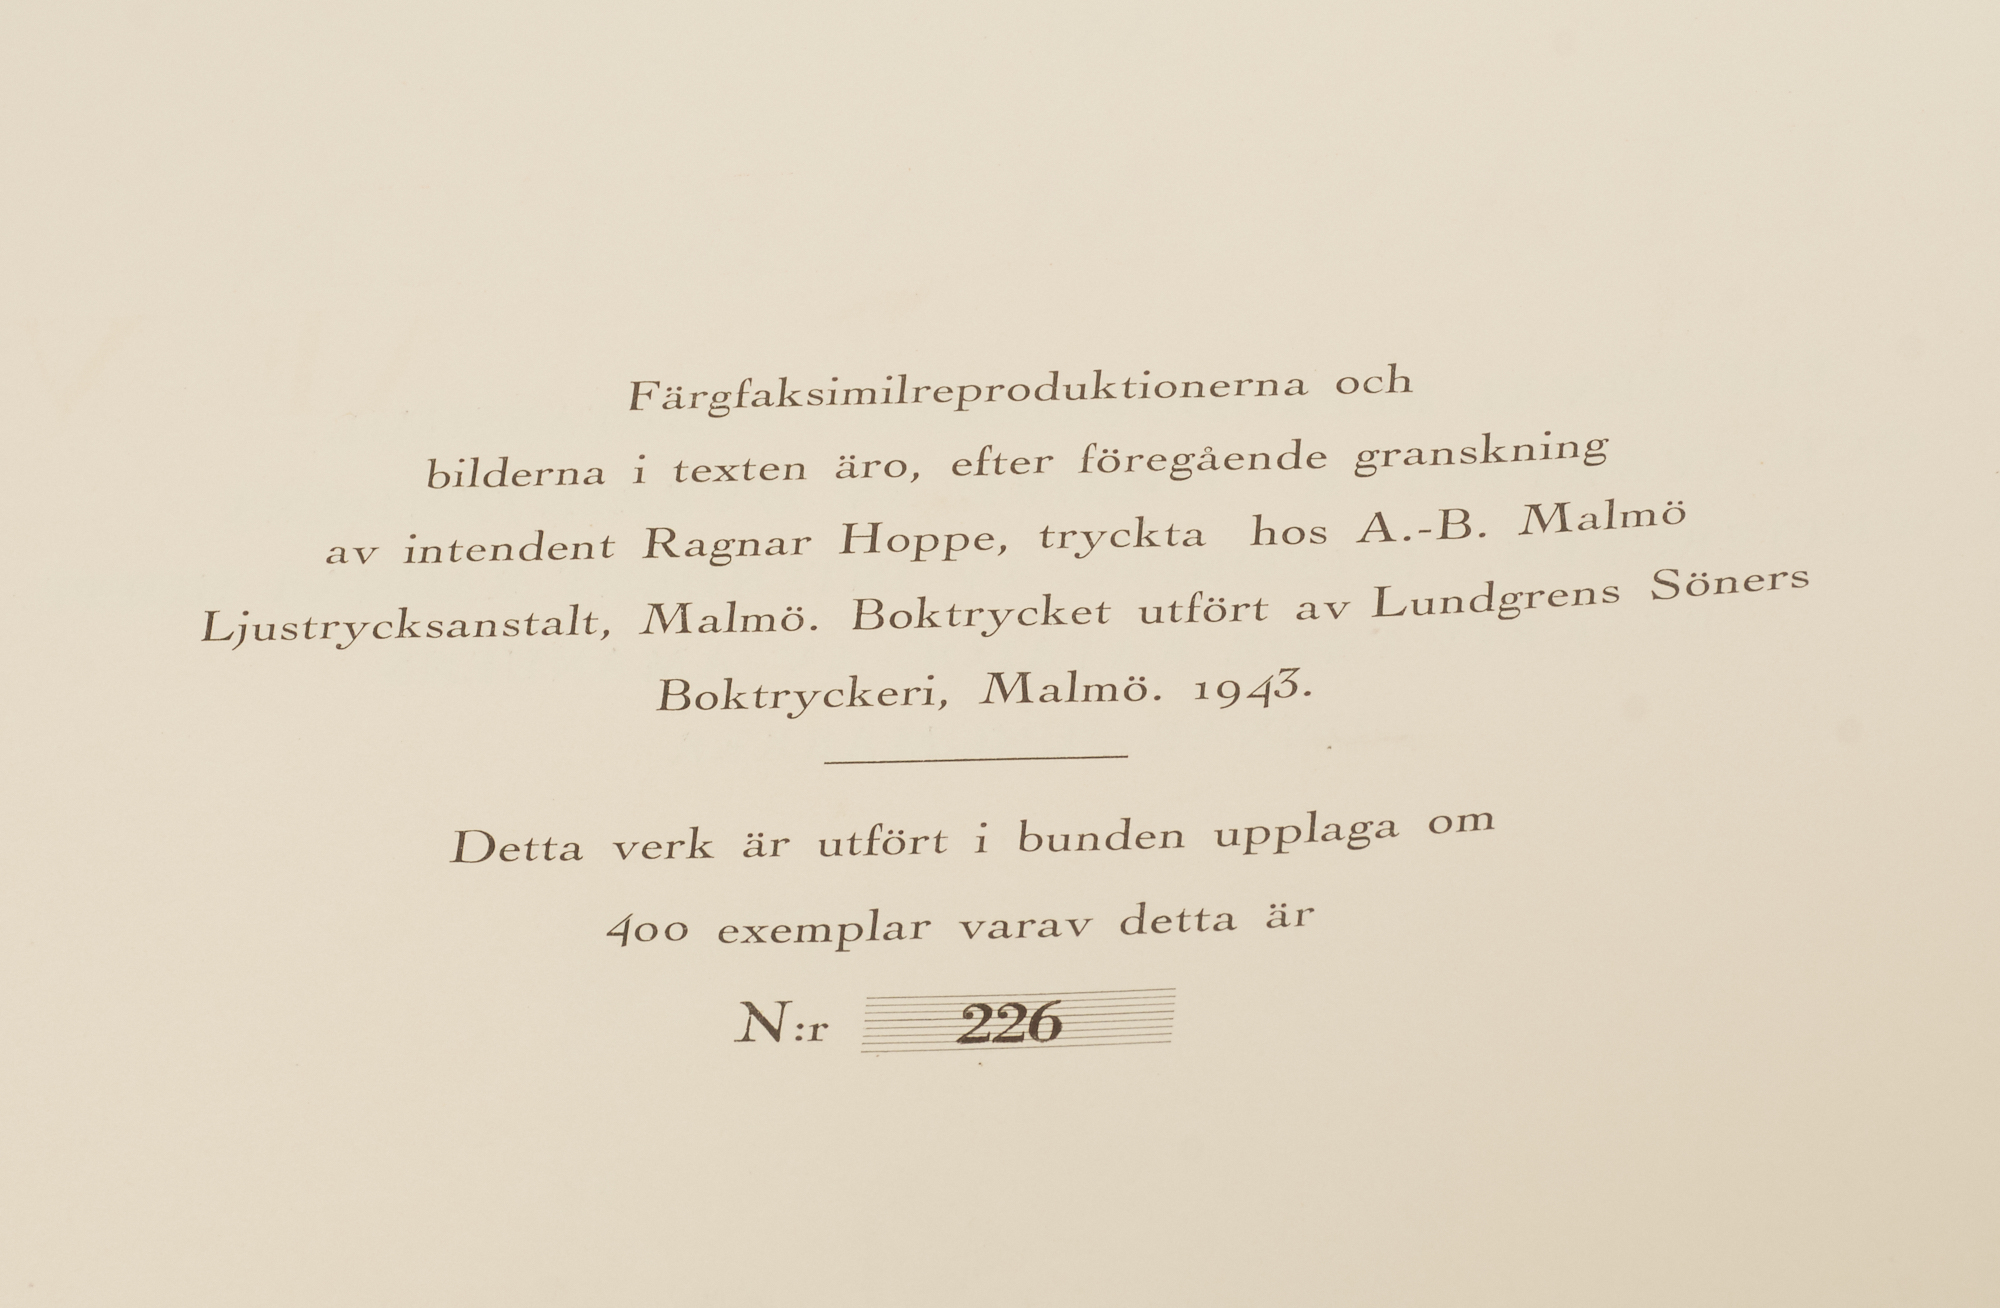 Färgfaksimilreproduktionerna och
bilderna i texten äro, efter föregående granskning
av intendent Ragnar Hoppe, tryckta hos A.-B. Malmö
Ljustrycksanstalt, Malmö. Boktrycket utfört av Lundgrens Söners
Boktryckeri, Malmö. 1943.
Detta verk är utfört i bunden upplaga om
400 exemplar varav detta är
N:r 226